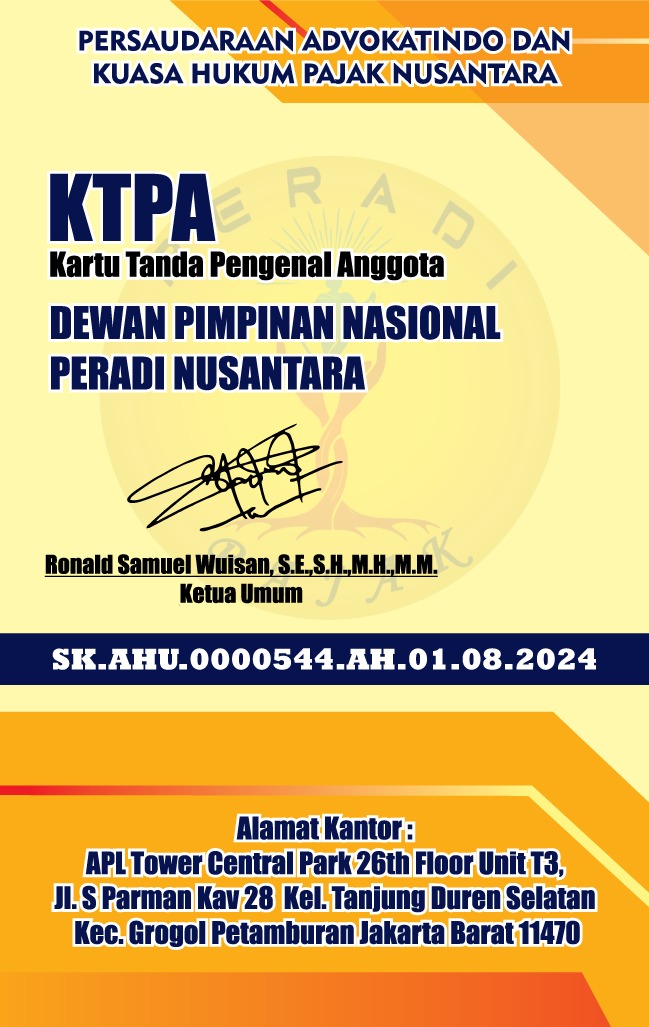 PERSAUDARAAN ADVOKATINDO DAN
KUASA HUKUM PAJAK NUSANTARA
PERADI
KTPA
Kartu Tanda Pengenal Anggota
DEWAN PIMPINAN NASIONAL
PERADI NUSANTARA
PAJAK
Ronald Samuel Wuisan, S.E.,S.H.,M.H.,M.M.
Ketua Umum
SK.AHU.0000544.AH.01.08.2024
Alamat Kantor :
APL Tower Central Park 26th Floor Unit T3,
Jl. S Parman Kav 28 Kel. Tanjung Duren Selatan
Kec. Grogol Petamburan Jakarta Barat 11470